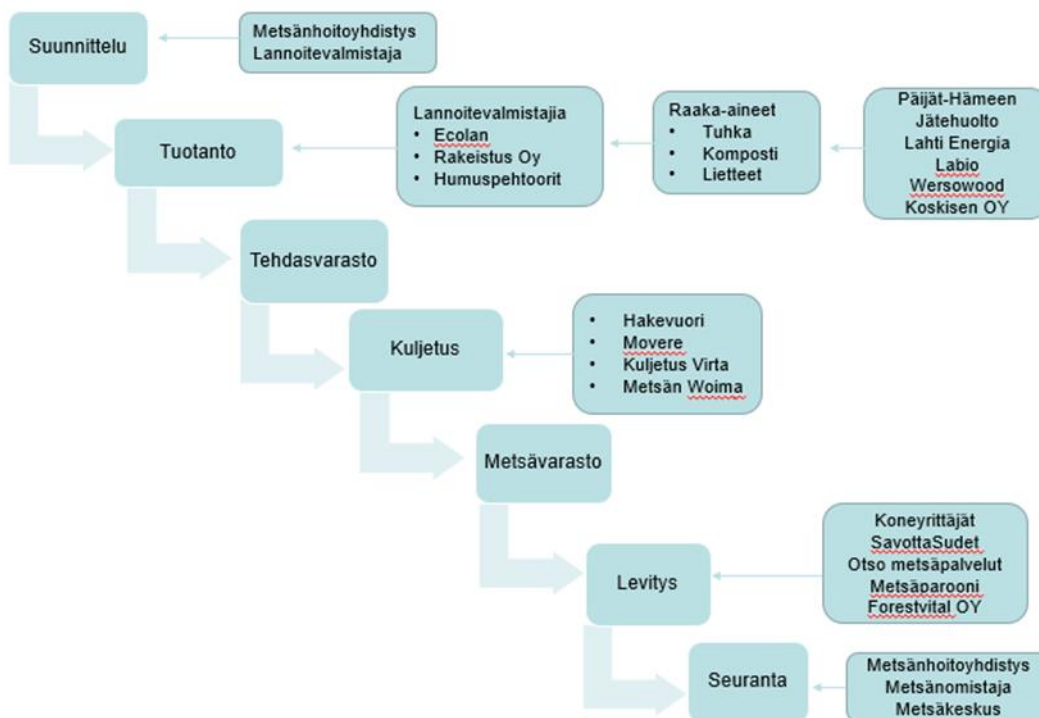 Suunnittelu
Metsänhoitoyhdistys
Lannoitevalmistaja
Tuotanto
Lannoitevalmistajia
• Ecolan
• Rakeistus Oy
• Humuspehtoorit
Raaka-aineet
• Tuhka
• Komposti
• Lietteet
Päijät-Hämeen
Jätehuolto
Lahti Energia
Labio
Wersowood
Koskisen OY
Tehdasvarasto
Kuljetus
• Hakevuori
• Movere
• Kuljetus Virta
• Metsän Woima
Metsävarasto
Levitys
Koneyrittäjät
SavottaSudet
Otso metsäpalvelut
Metsäparooni
Forestvital OY
Seuranta
Metsänhoitoyhdistys
Metsänomistaja
Metsäkeskus